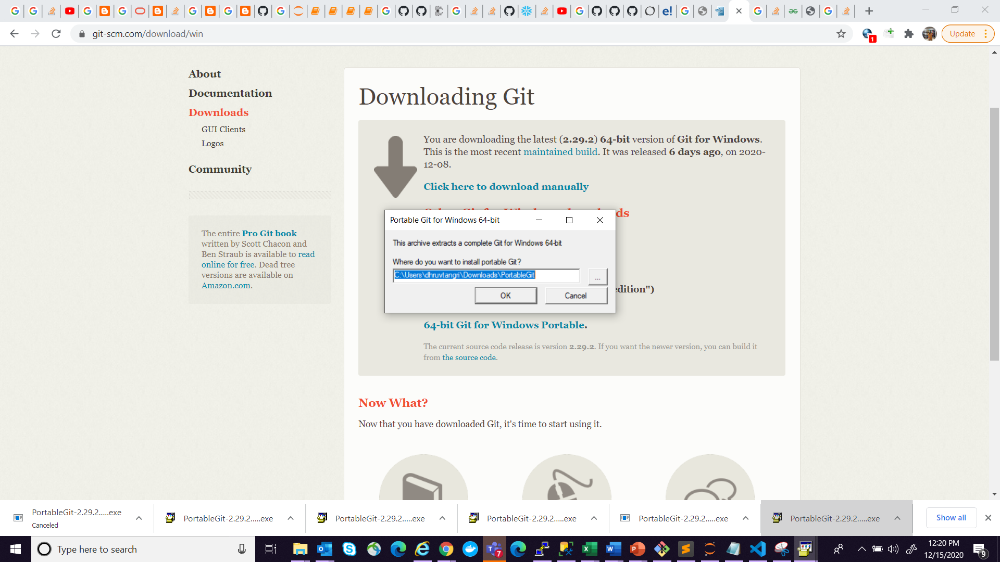 git-scm.com/download/win
1
Update
About
Documentation
Downloads
GUI Clients
Logos
Community
The entire Pro Git book
written by Scott Chacon and
Ben Straub is available to read
online for free. Dead tree
versions are available on
Amazon.com.
Downloading Git
You are downloading the latest (2.29.2) 64-bit version of Git for Windows.
This is the most recent maintained build. It was released 6 days ago, on 2020-
12-08.
Click here to download manually
Portable Git for Windows 64-bit
This archive extracts a complete Git for Windows 64-bit
Where do you want to install portable Git?
C:\Users\dhruvtangri\Downloads\PortableGit
...
OK
Cancel
edition")
64-bit Git for Windows Portable.
The current source code release is version 2.29.2. If you want the newer version, you can build it
from the source code.
Now What?
Now that you have downloaded Git, it's time to start using it.
PortableGit-2.29.2.....exe
Canceled
PortableGit-2.29.2.....exe
PortableGit-2.29.2.....exe
PortableGit-2.29.2.....exe
PortableGit-2.29.2.....exe
PortableGit-2.29.2.....exe
Show all
Type here to search
7
12:20 PM
12/15/2020
9